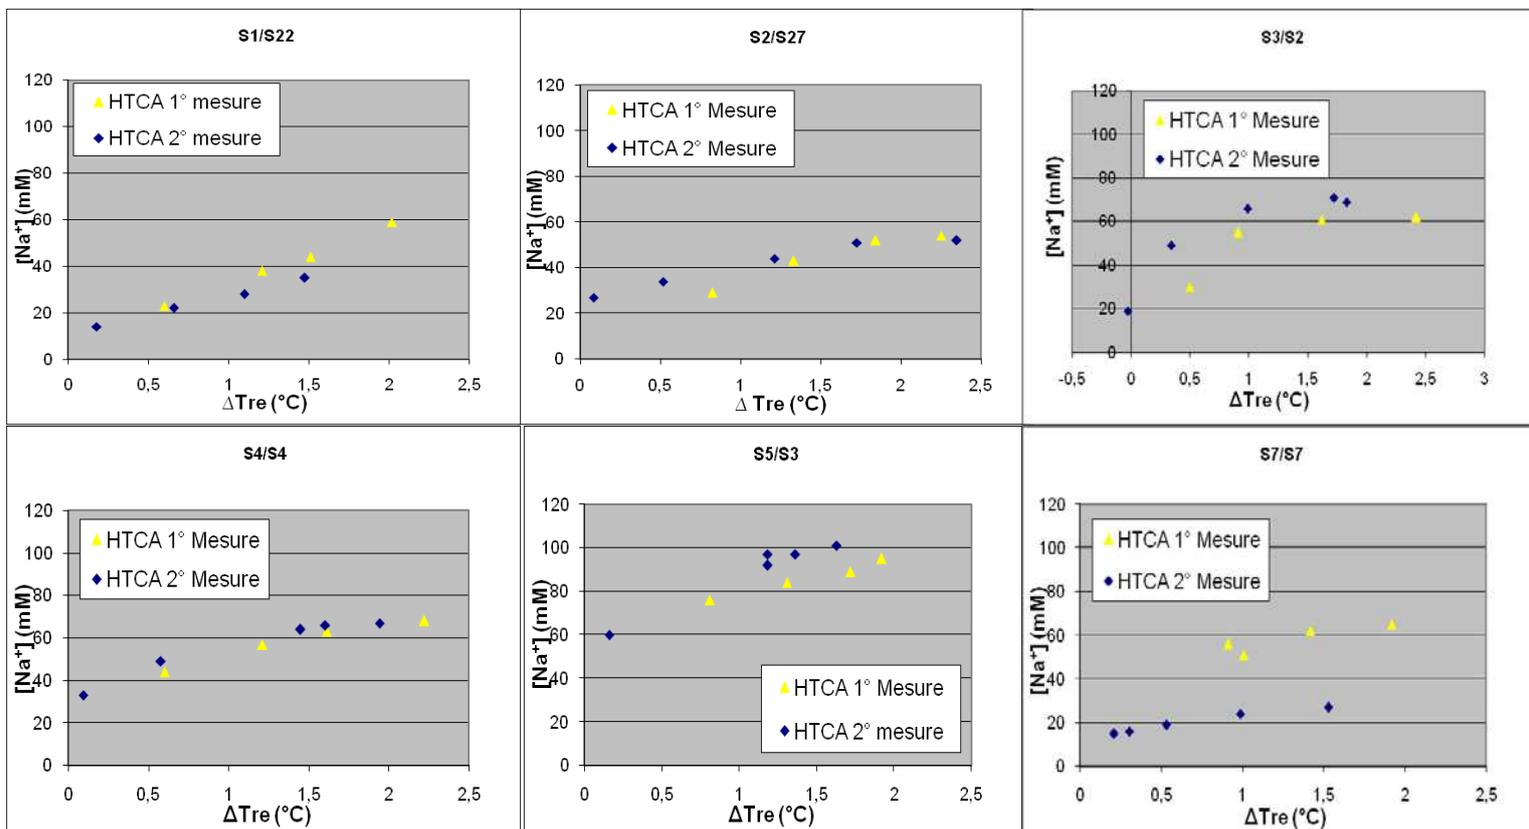 S1/S22
120
100
80
60
40
20
0
[Na⁺] (mM)
HTCA 1° mesure
HTCA 2° mesure
0 0,5 1 1,5 2 2,5
ΔTre (°C)
S2/S27
120
100
80
60
40
20
0
[Na⁺] (mM)
HTCA 1° Mesure
HTCA 2° Mesure
0 0,5 1 1,5 2 2,5
Δ Tre (°C)
S3/S2
120
100
80
60
40
20
0
[Na⁺] (mM)
HTCA 1° Mesure
HTCA 2° Mesure
-0,5 0 0,5 1 1,5 2 2,5 3
ΔTre (°C)
S4/S4
120
100
80
60
40
20
0
[Na⁺] (mM)
HTCA 1° Mesure
HTCA 2° Mesure
0 0,5 1 1,5 2 2,5
ΔTre (°C)
S5/S3
120
100
80
60
40
20
0
[Na⁺] (mM)
HTCA 1° Mesure
HTCA 2° mesure
0 0,5 1 1,5 2 2,5
ΔTre (°C)
S7/S7
120
100
80
60
40
20
0
[Na⁺] (mM)
HTCA 1° Mesure
HTCA 2° Mesure
0 0,5 1 1,5 2 2,5
ΔTre (°C)